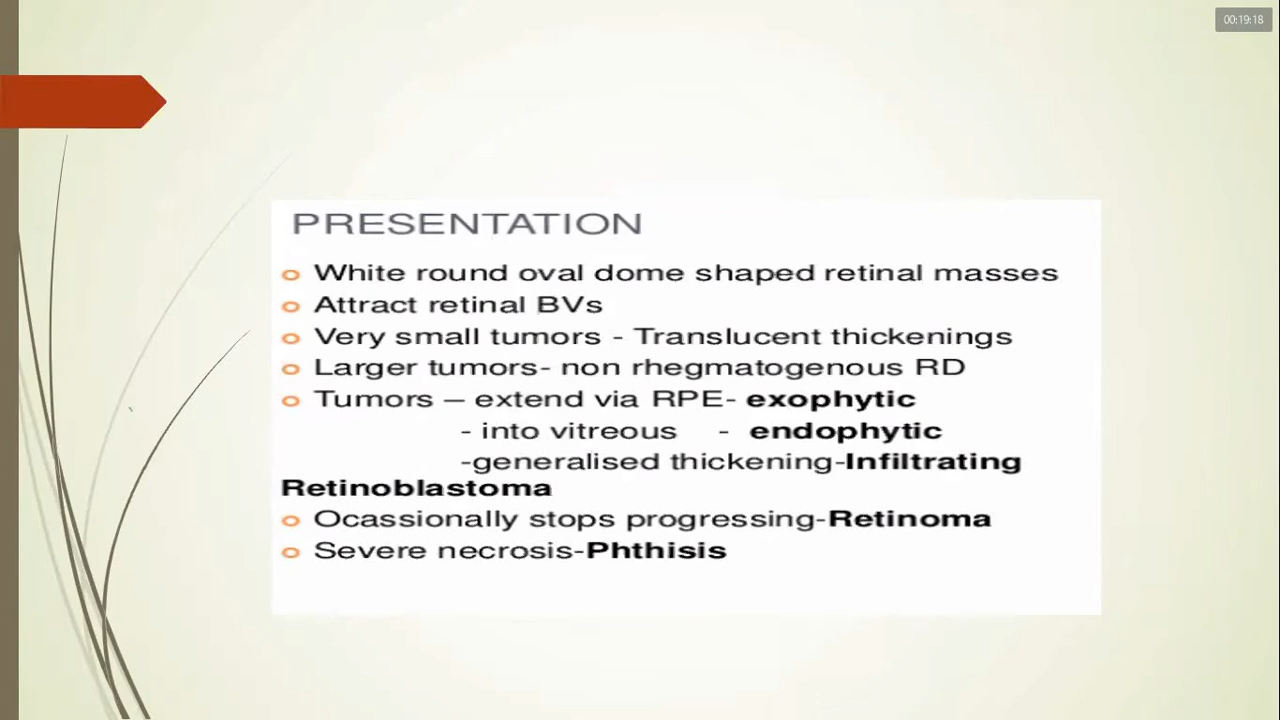 00:19:18
PRESENTATION
White round oval dome shaped retinal masses
Attract retinal BVs
Very small tumors - Translucent thickenings
Larger tumors- non rhegmatogenous RD
Tumors – extend via RPE- exophytic
- into vitreous - endophytic
-generalised thickening-Infiltrating
Retinoblastoma
Ocassionally stops progressing-Retinoma
Severe necrosis-Phthisis